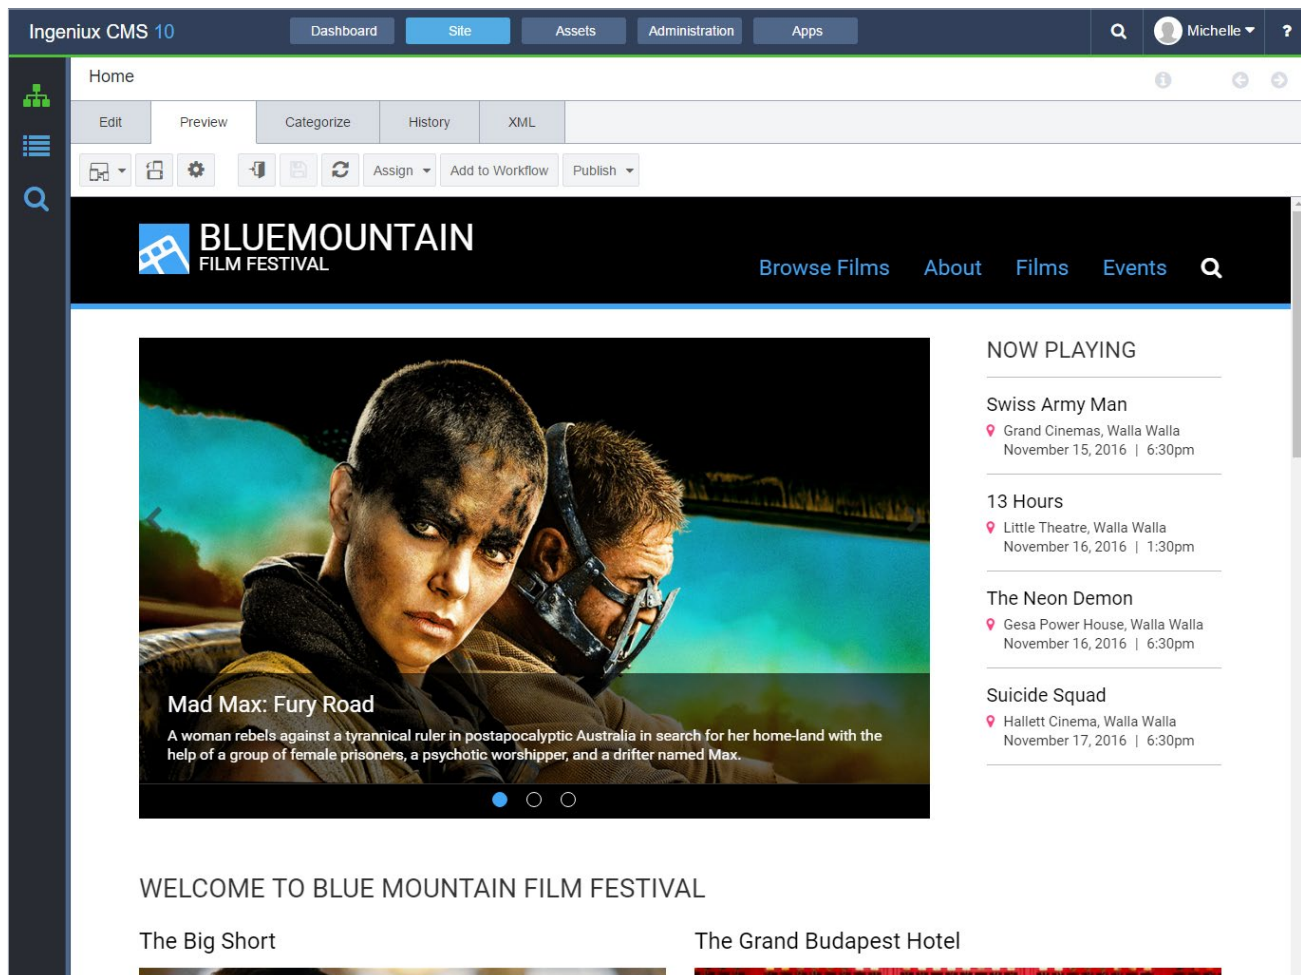 Ingeniux CMS 10
Dashboard
Site
Assets
Administration
Apps
Michelle
?
Home
Edit
Preview
Categorize
History
XML
Assign
Add to Workflow
Publish
BLUEMOUNTAIN
FILM FESTIVAL
Browse Films
About
Films
Events
Mad Max: Fury Road
A woman rebels against a tyrannical ruler in postapocalyptic Australia in search for her home-land with the
help of a group of female prisoners, a psychotic worshipper, and a drifter named Max.
NOW PLAYING
Swiss Army Man
Grand Cinemas, Walla Walla
November 15, 2016 | 6:30pm
13 Hours
Little Theatre, Walla Walla
November 16, 2016 | 1:30pm
The Neon Demon
Gesa Power House, Walla Walla
November 16, 2016 | 6:30pm
Suicide Squad
Hallett Cinema, Walla Walla
November 17, 2016 | 6:30pm
WELCOME TO BLUE MOUNTAIN FILM FESTIVAL
The Big Short
The Grand Budapest Hotel